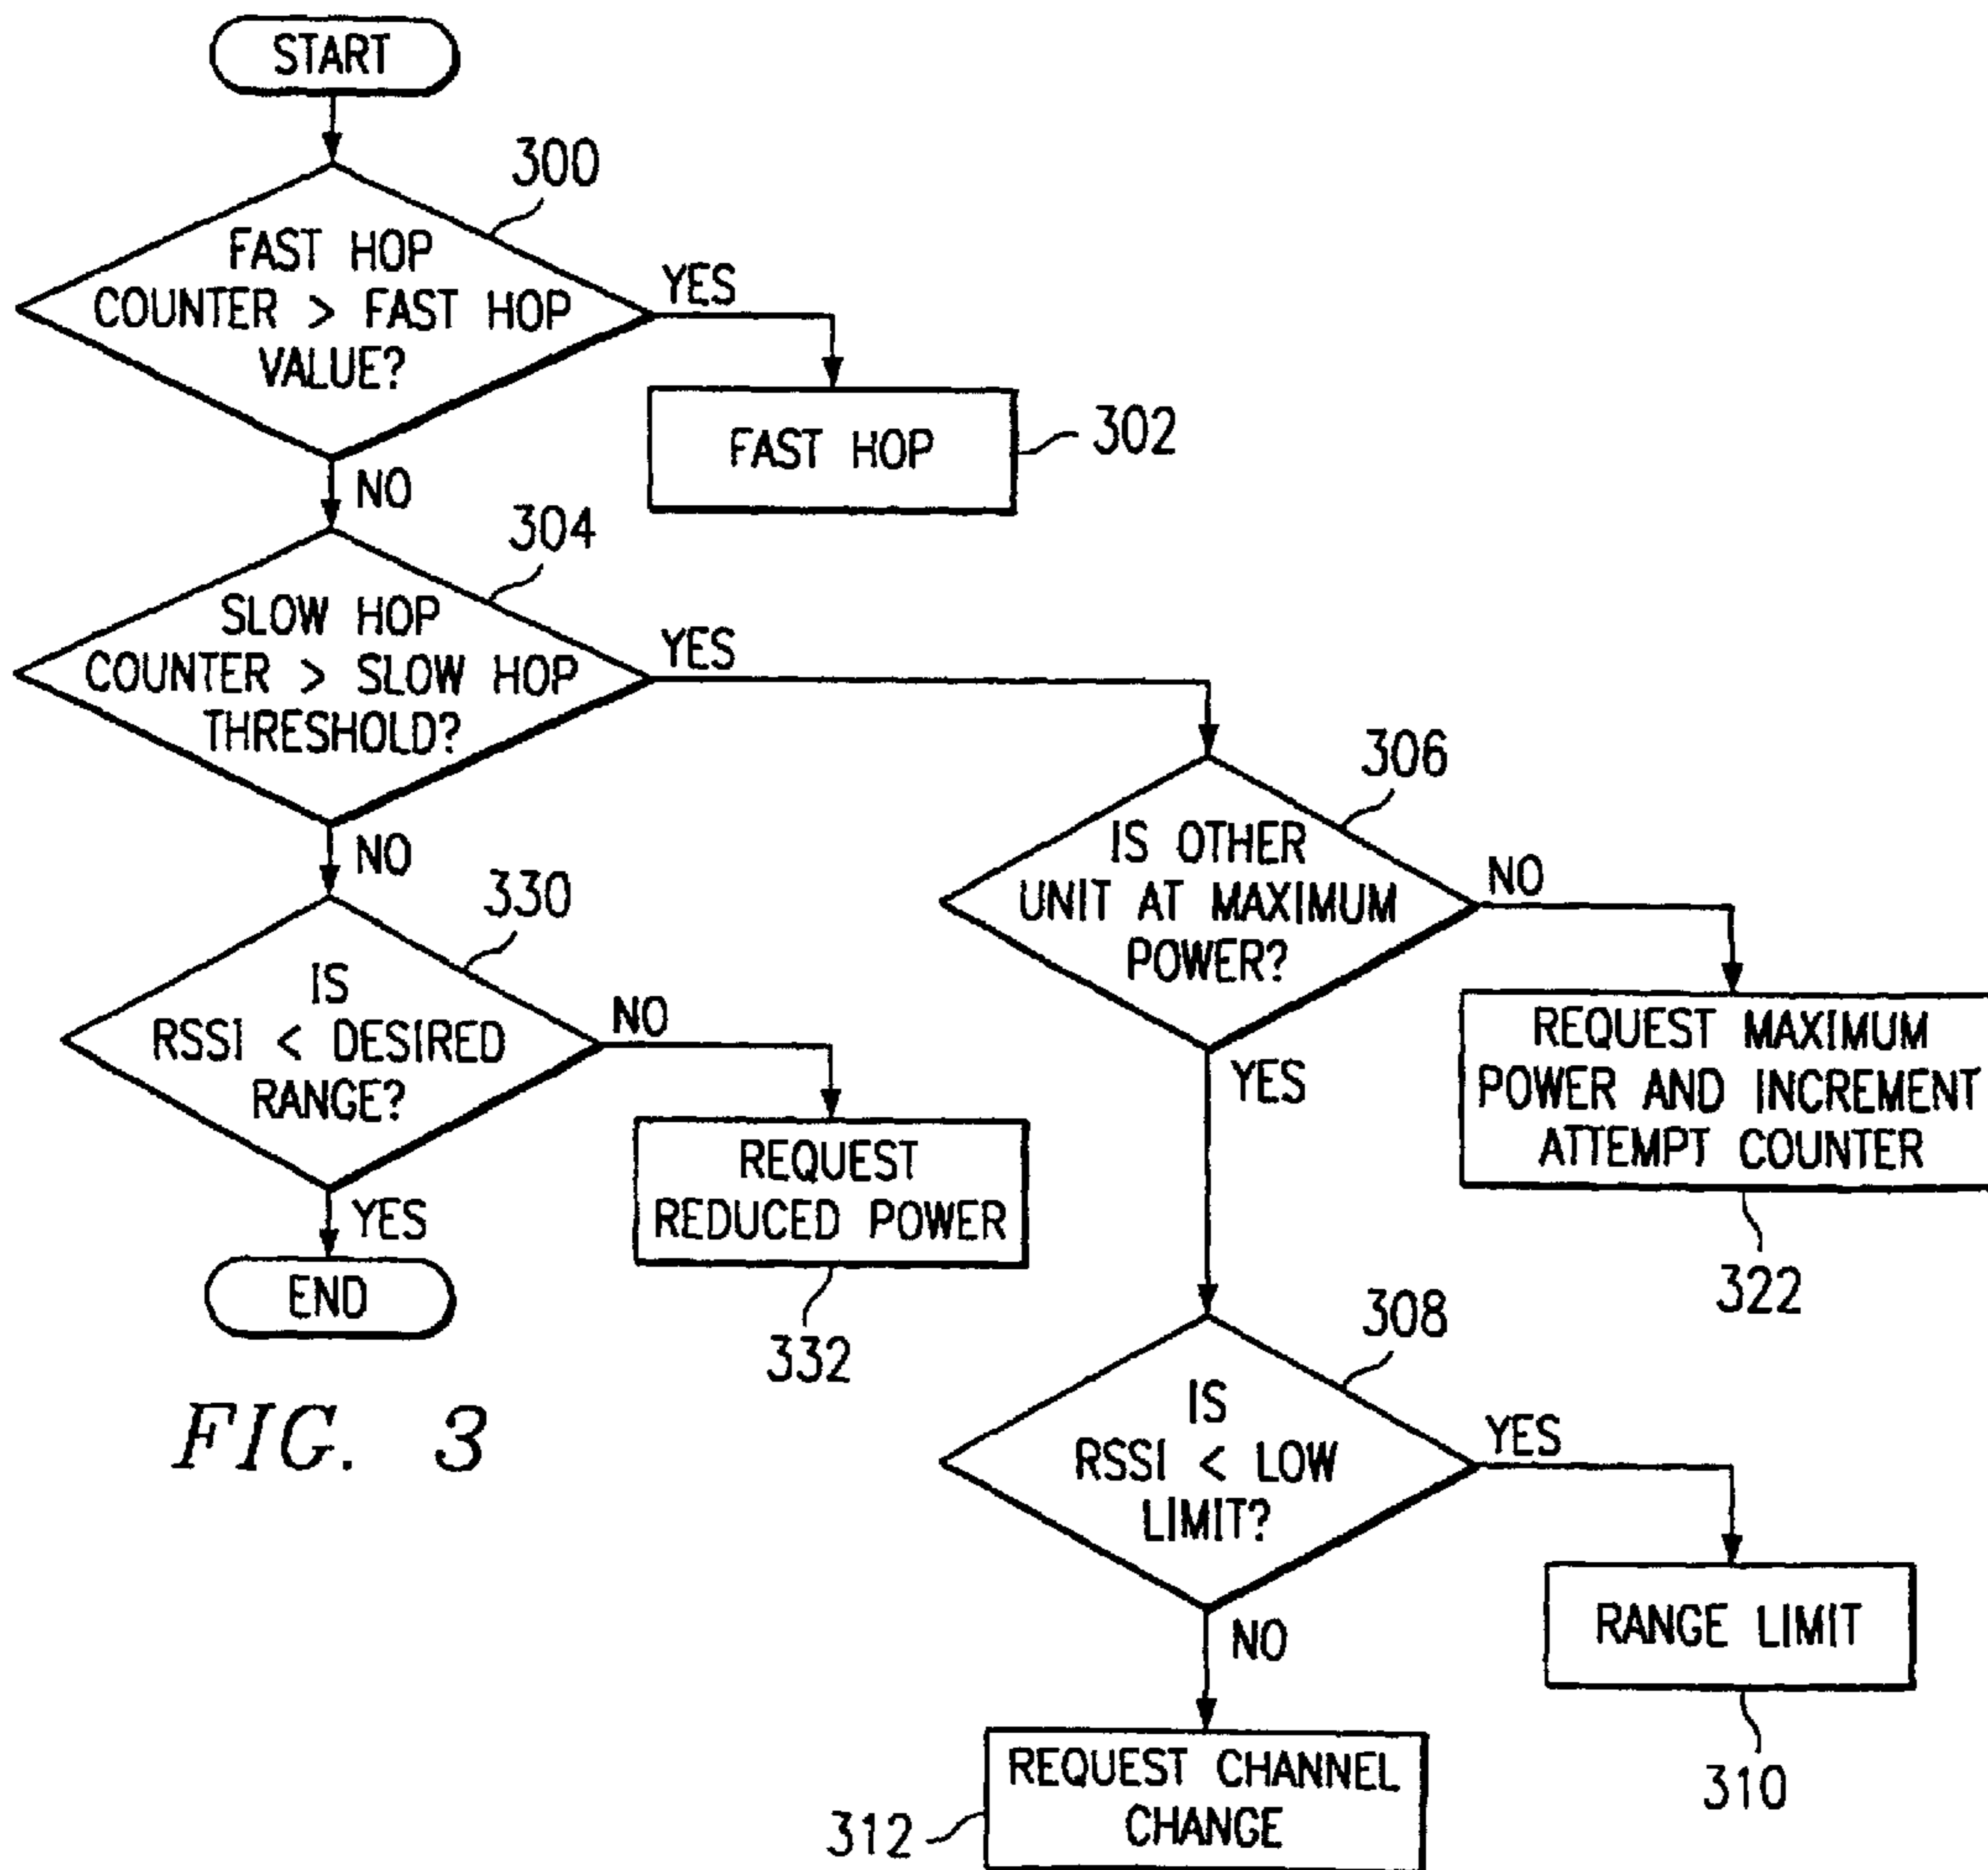 START
300
FAST HOP
COUNTER > FAST HOP
VALUE?
YES
FAST HOP
302
NO
304
SLOW HOP
COUNTER > SLOW HOP
THRESHOLD?
YES
306
IS OTHER
UNIT AT MAXIMUM
POWER?
NO
REQUEST MAXIMUM
POWER AND INCREMENT
ATTEMPT COUNTER
322
YES
NO
330
IS
RSSI < DESIRED
RANGE?
NO
REQUEST
REDUCED POWER
332
YES
END
308
IS
RSSI < LOW
LIMIT?
YES
RANGE LIMIT
310
NO
REQUEST CHANNEL
CHANGE
312
FIG. 3